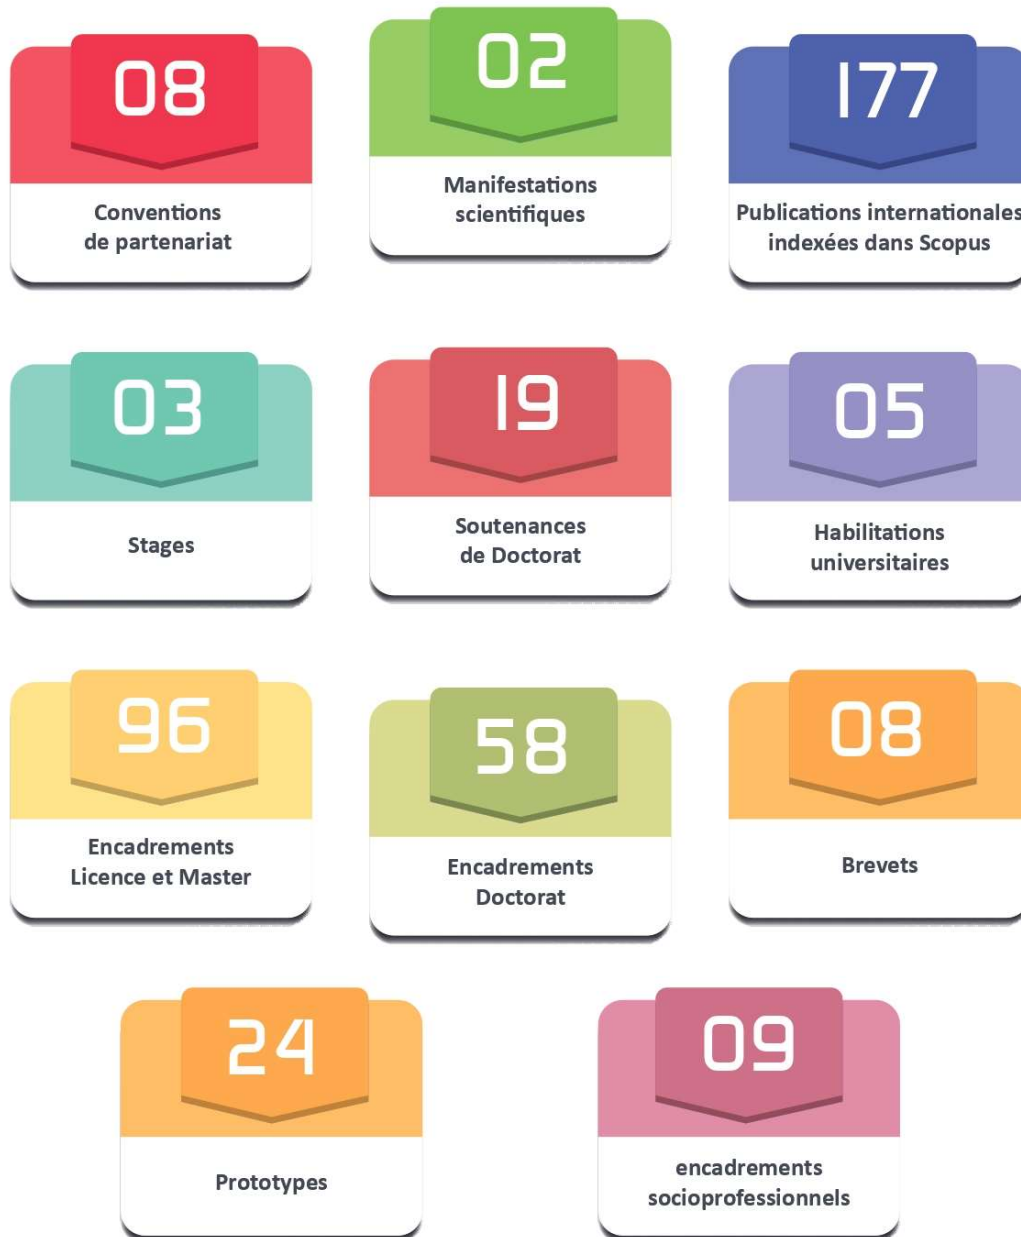 08
Conventions
de partenariat
02
Manifestations
scientifiques
177
Publications internationales
indexées dans Scopus
03
Stages
19
Soutenances
de Doctorat
05
Habilitations
universitaires
96
Encadrements
Licence et Master
58
Encadrements
Doctorat
08
Brevets
24
Prototypes
09
encadrements
socioprofessionnels